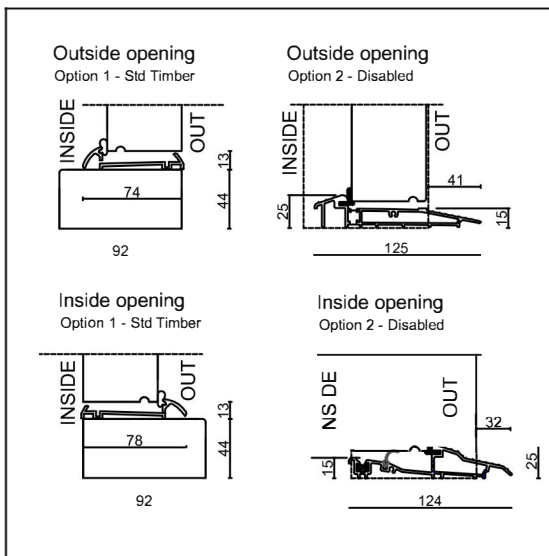 Outside opening
Option 1 - Std Timber
INSIDE
OUT
13
74
44
92
Outside opening
Option 2 - Disabled
INSIDE
OUT
41
25
15
125
Inside opening
Option 1 - Std Timber
INSIDE
OUT
13
78
44
92
Inside opening
Option 2 - Disabled
NS DE
OUT
32
15
25
124